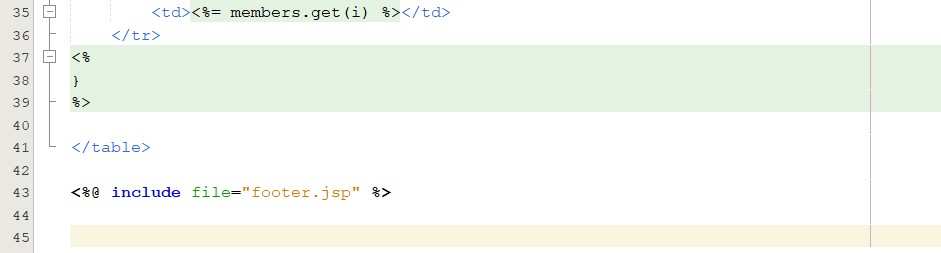 35 <td><%= members.get(i) %></td>
36 </tr>
37 <%
38 }
39 %>
40
41 </table>
42
43 <%@ include file="footer.jsp" %>
44
45